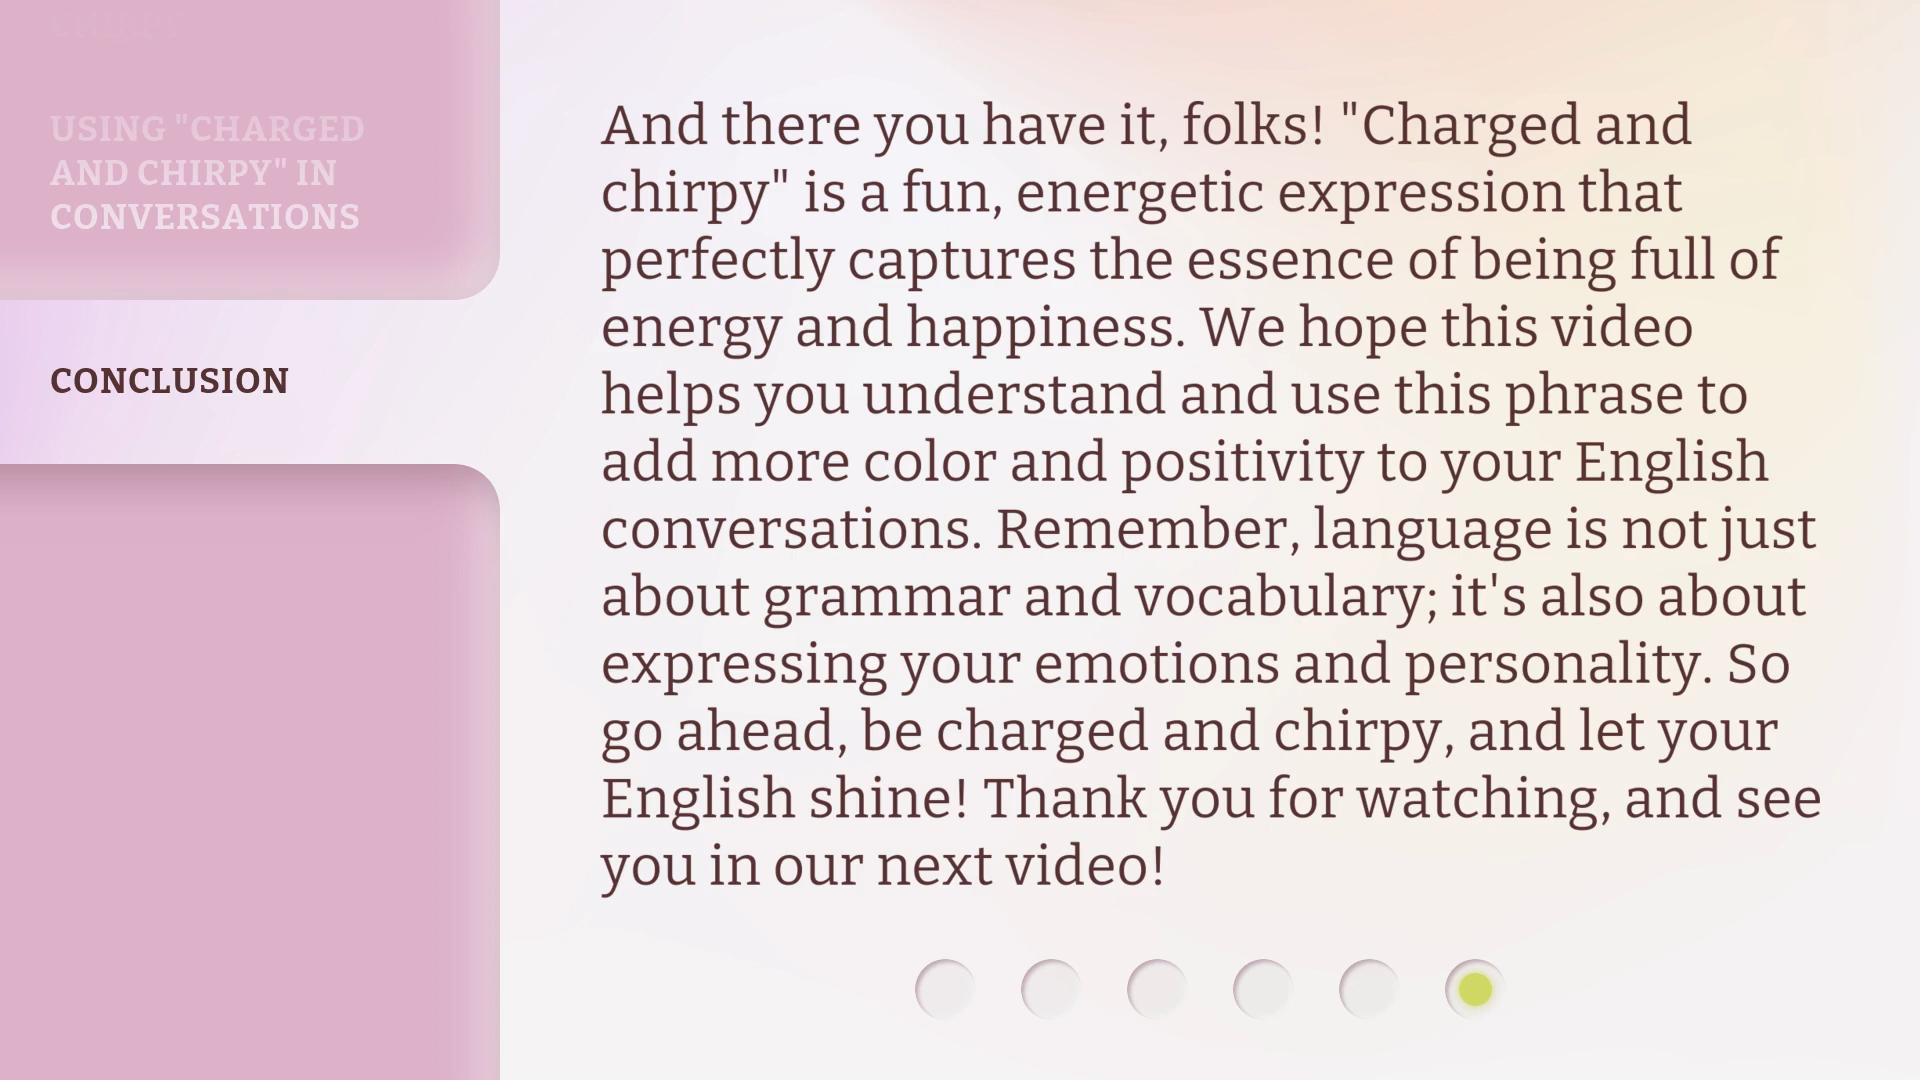 USING "CHARGED
AND CHIRPY" IN
CONVERSATIONS
CONCLUSION
And there you have it, folks! "Charged and
chirpy" is a fun, energetic expression that
perfectly captures the essence of being full of
energy and happiness. We hope this video
helps you understand and use this phrase to
add more color and positivity to your English
conversations. Remember, language is not just
about grammar and vocabulary; it's also about
expressing your emotions and personality. So
go ahead, be charged and chirpy, and let your
English shine! Thank you for watching, and see
you in our next video!